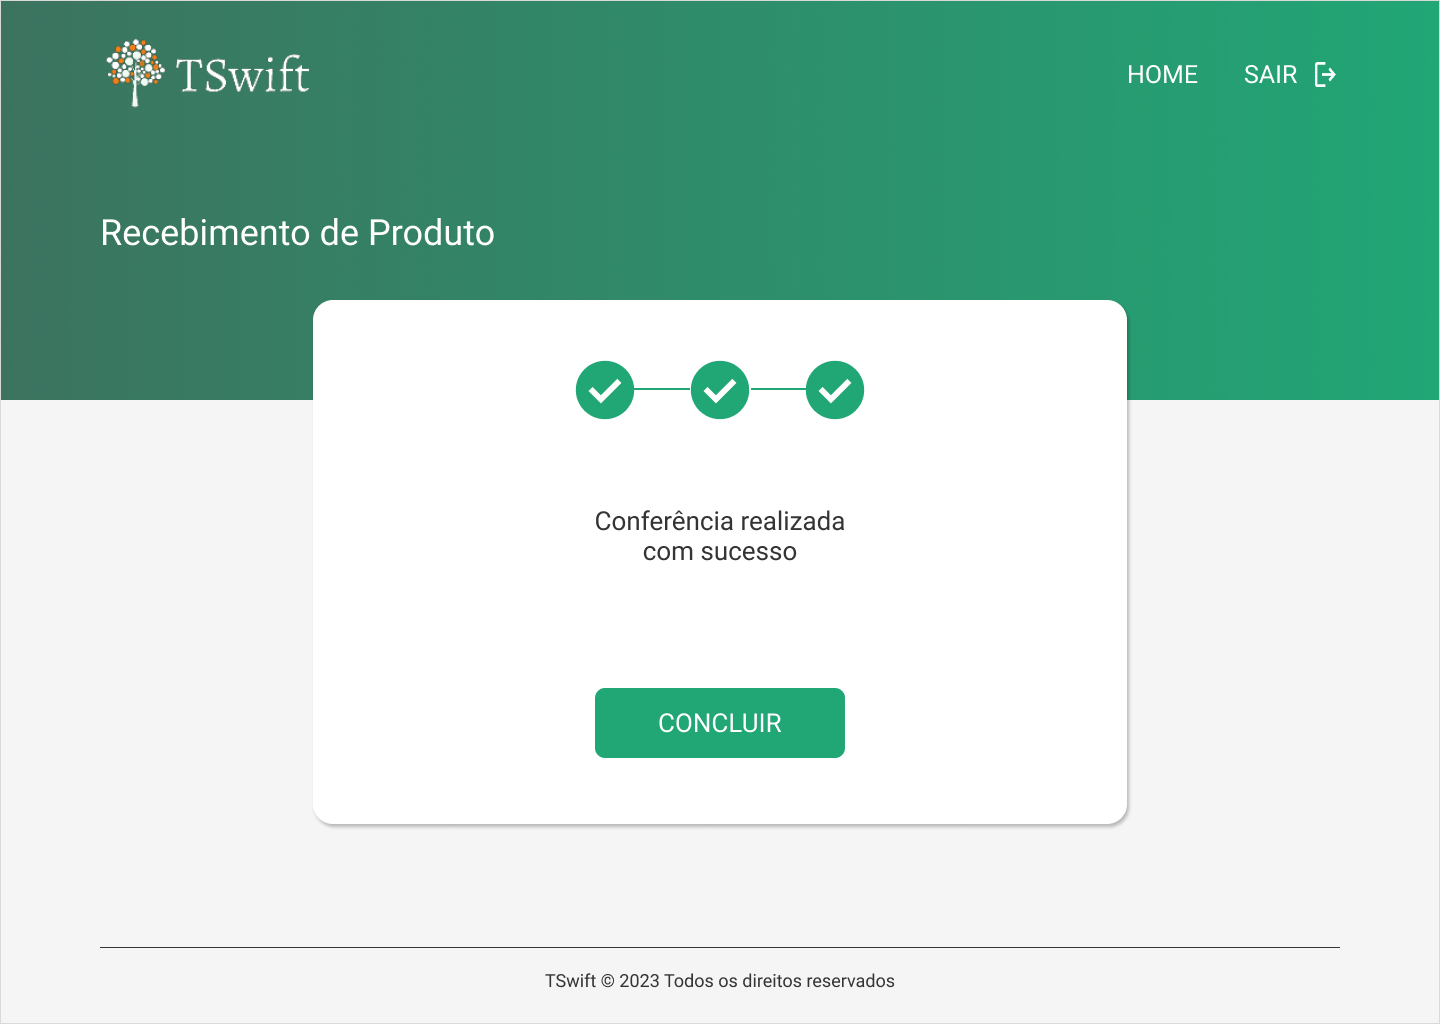 TSwift
HOME
SAIR
Recebimento de Produto
Conferência realizada
com sucesso
CONCLUIR
TSwift © 2023 Todos os direitos reservados